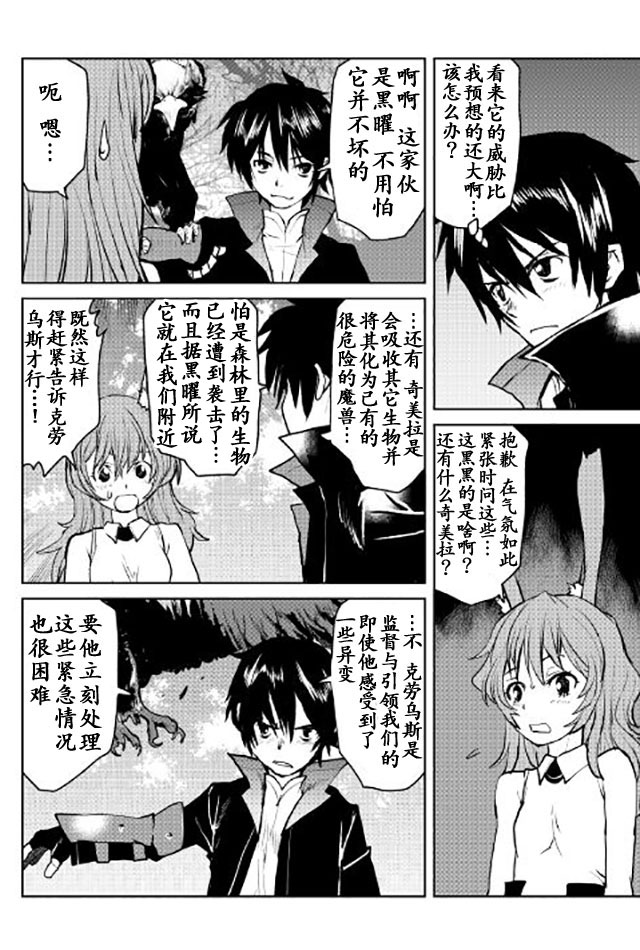 看来它的威胁比
我预想的还大啊…
该怎么办？
抱歉 在气氛如此
紧张时问这些…
这黑黑的是啥啊？
还有什么奇美拉？
啊啊 这家伙
是黑曜 不用怕
它并不坏的
呃 嗯…
…还有 奇美拉是
会吸收其它生物并
将其化为己有的
很危险的魔兽…
怕是森林里的生物
已经遭到袭击了…
而且据黑曜所说
它就在我们附近
既然这样
得赶紧告诉克劳
乌斯才行…！
…不 克劳乌斯是
监督与引领我们的
即使他感受到了
一些异变
要他立刻处理
这些紧急情况
也很困难